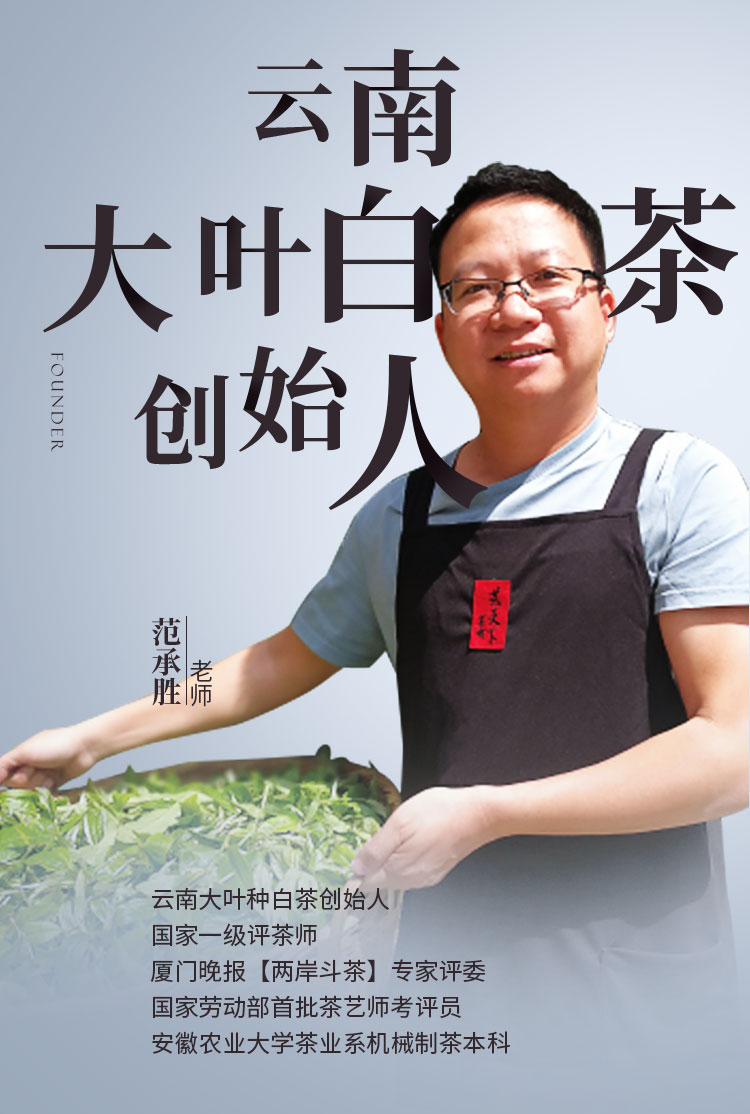 云南
大叶白茶
创始人
FOUNDER
范承胜
老师
云南大叶种白茶创始人
国家一级评茶师
厦门晚报【两岸斗茶】专家评委
国家劳动部首批茶艺师考评员
安徽农业大学茶业系机械制茶本科